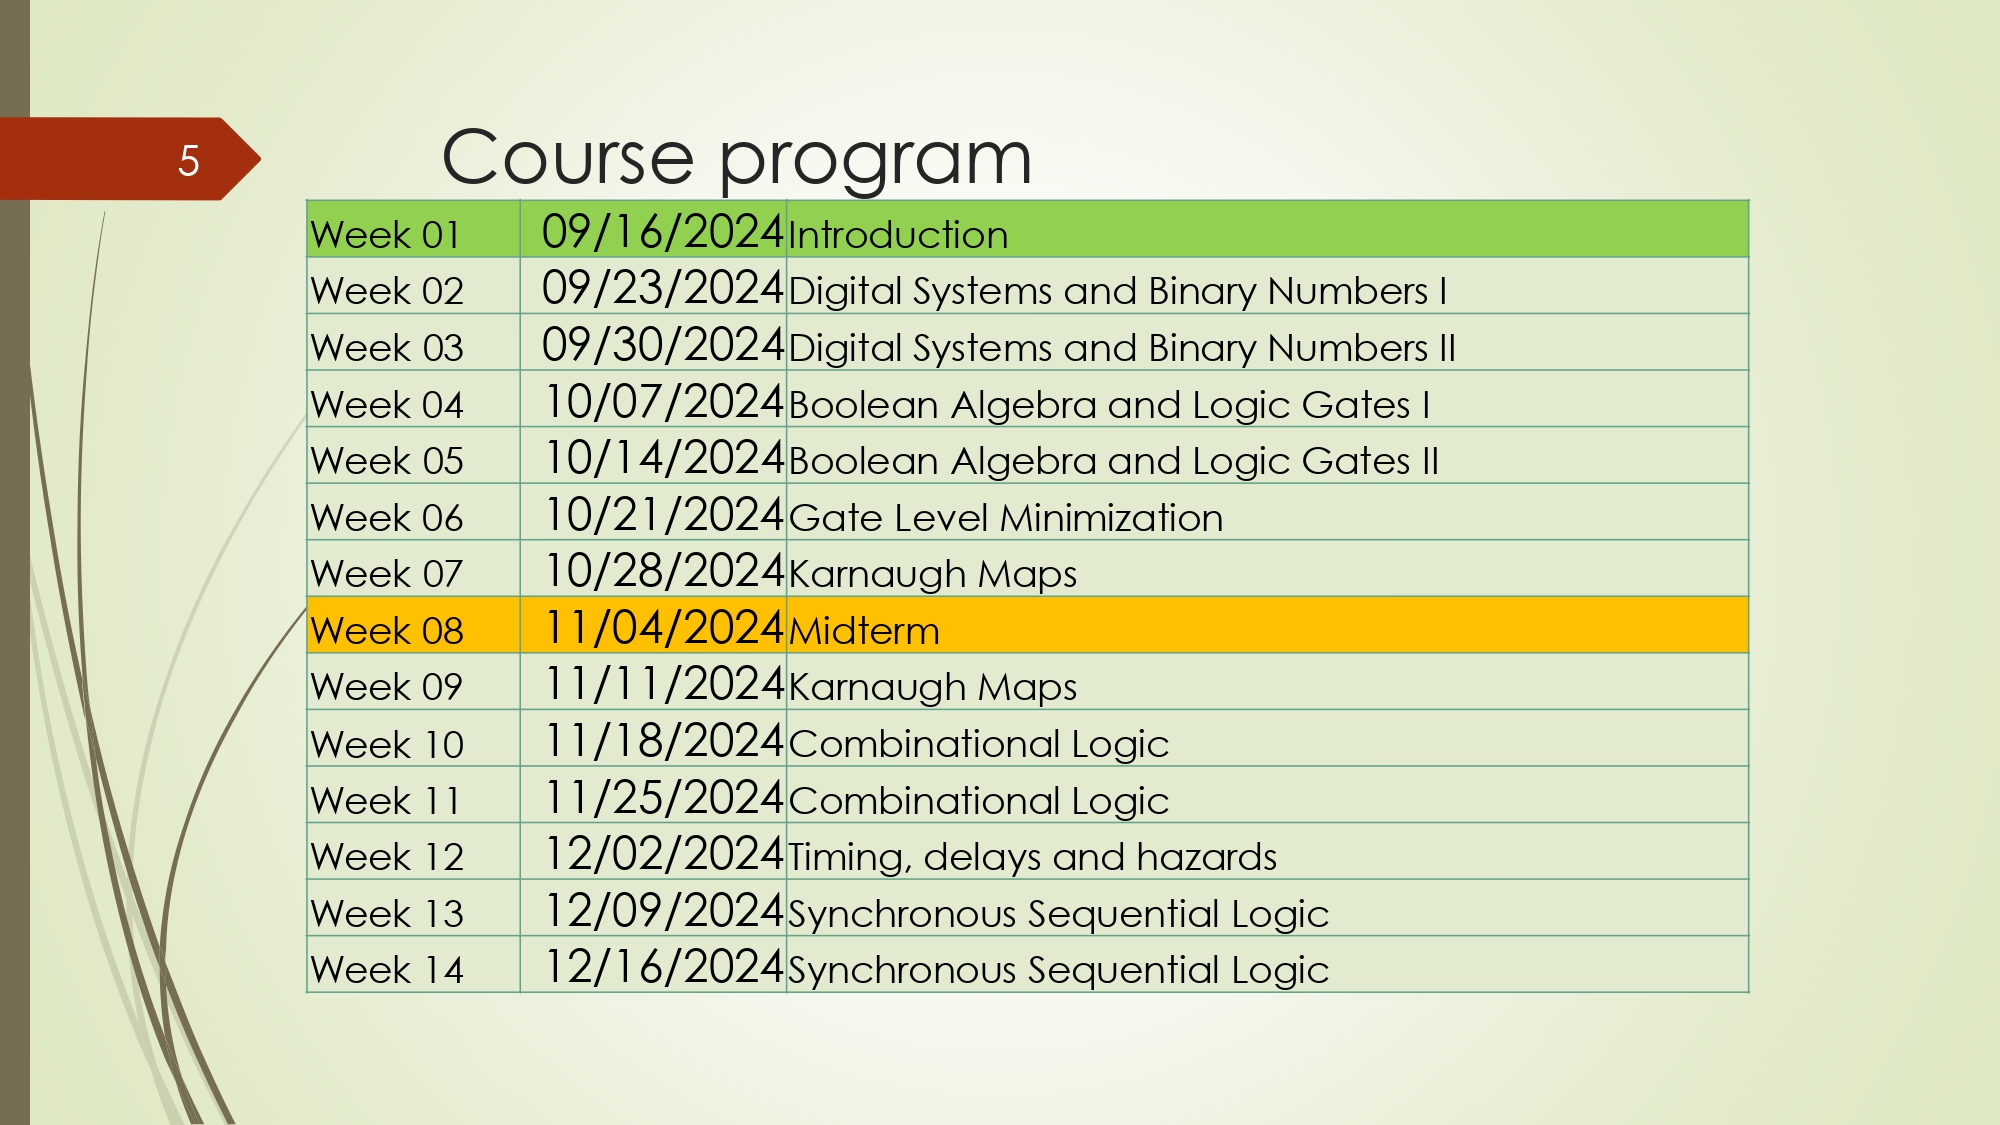 5
Course program
Week 01 09/16/2024 Introduction
Week 02 09/23/2024 Digital Systems and Binary Numbers I
Week 03 09/30/2024 Digital Systems and Binary Numbers II
Week 04 10/07/2024 Boolean Algebra and Logic Gates I
Week 05 10/14/2024 Boolean Algebra and Logic Gates II
Week 06 10/21/2024 Gate Level Minimization
Week 07 10/28/2024 Karnaugh Maps
Week 08 11/04/2024 Midterm
Week 09 11/11/2024 Karnaugh Maps
Week 10 11/18/2024 Combinational Logic
Week 11 11/25/2024 Combinational Logic
Week 12 12/02/2024 Timing, delays and hazards
Week 13 12/09/2024 Synchronous Sequential Logic
Week 14 12/16/2024 Synchronous Sequential Logic